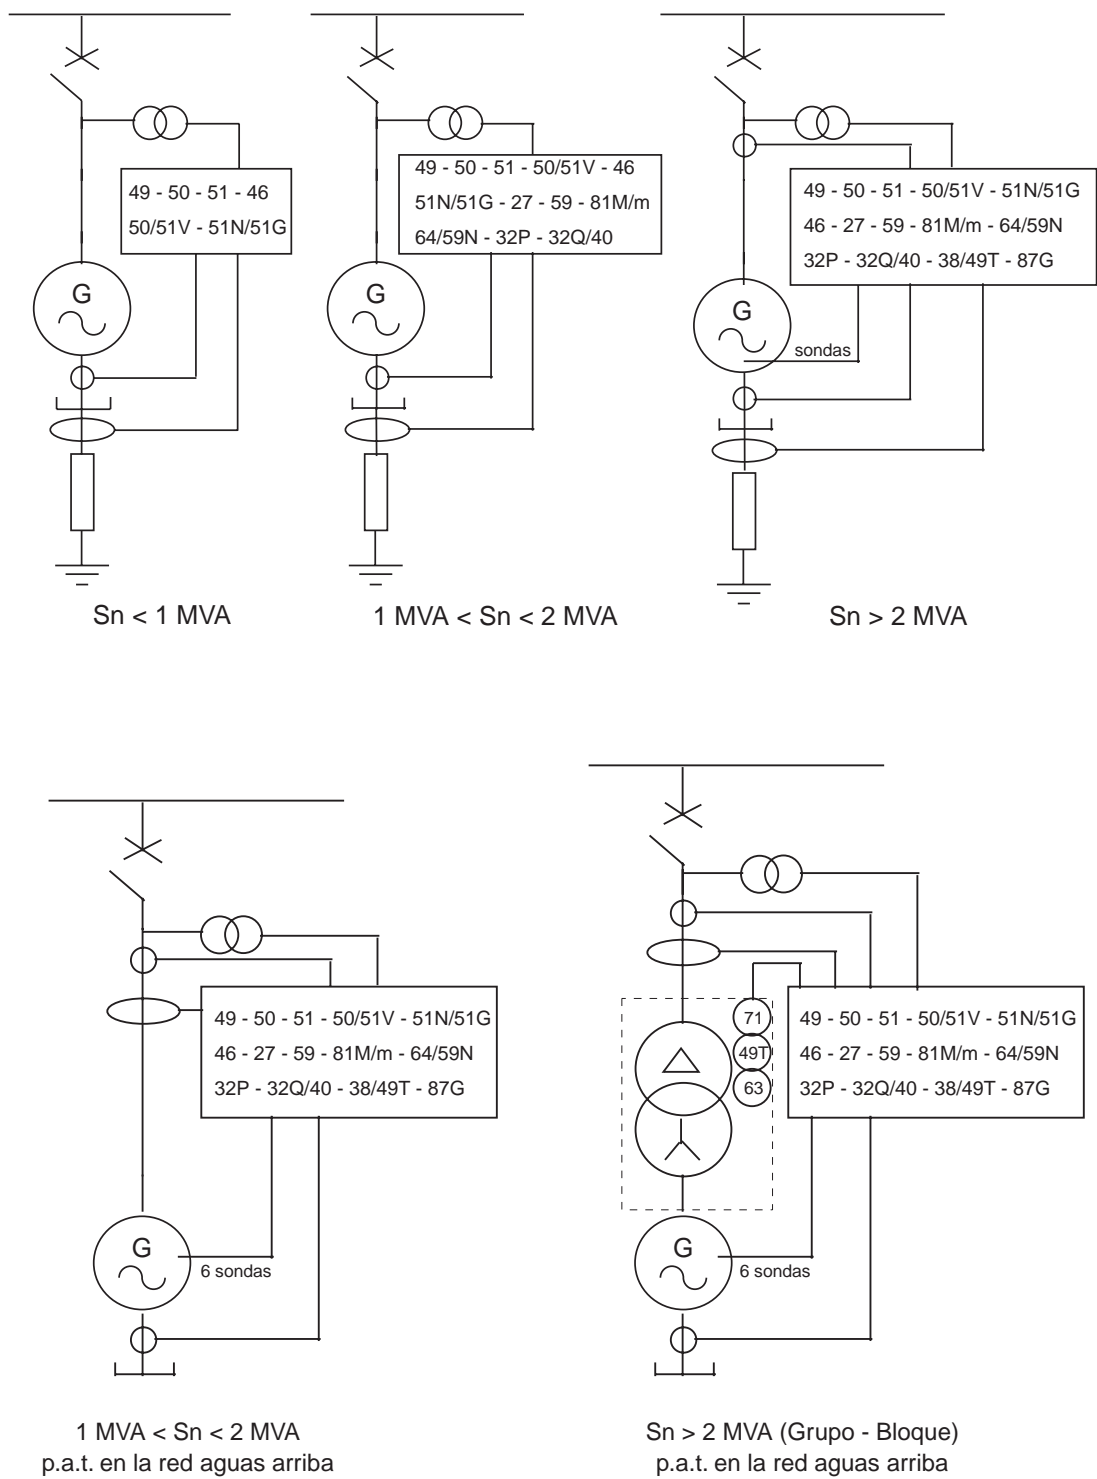 49 - 50 - 51 - 46
50/51V - 51N/51G
G
Sn < 1 MVA
49 - 50 - 51 - 50/51V - 46
51N/51G - 27 - 59 - 81M/m
64/59N - 32P - 32Q/40
G
1 MVA < Sn < 2 MVA
49 - 50 - 51 - 50/51V - 51N/51G
46 - 27 - 59 - 81M/m - 64/59N
32P - 32Q/40 - 38/49T - 87G
G
sondas
Sn > 2 MVA
49 - 50 - 51 - 50/51V - 51N/51G
46 - 27 - 59 - 81M/m - 64/59N
32P - 32Q/40 - 38/49T - 87G
G
6 sondas
1 MVA < Sn < 2 MVA
p.a.t. en la red aguas arriba
71
49T
63
49 - 50 - 51 - 50/51V - 51N/51G
46 - 27 - 59 - 81M/m - 64/59N
32P - 32Q/40 - 38/49T - 87G
G
6 sondas
Sn > 2 MVA (Grupo - Bloque)
p.a.t. en la red aguas arriba